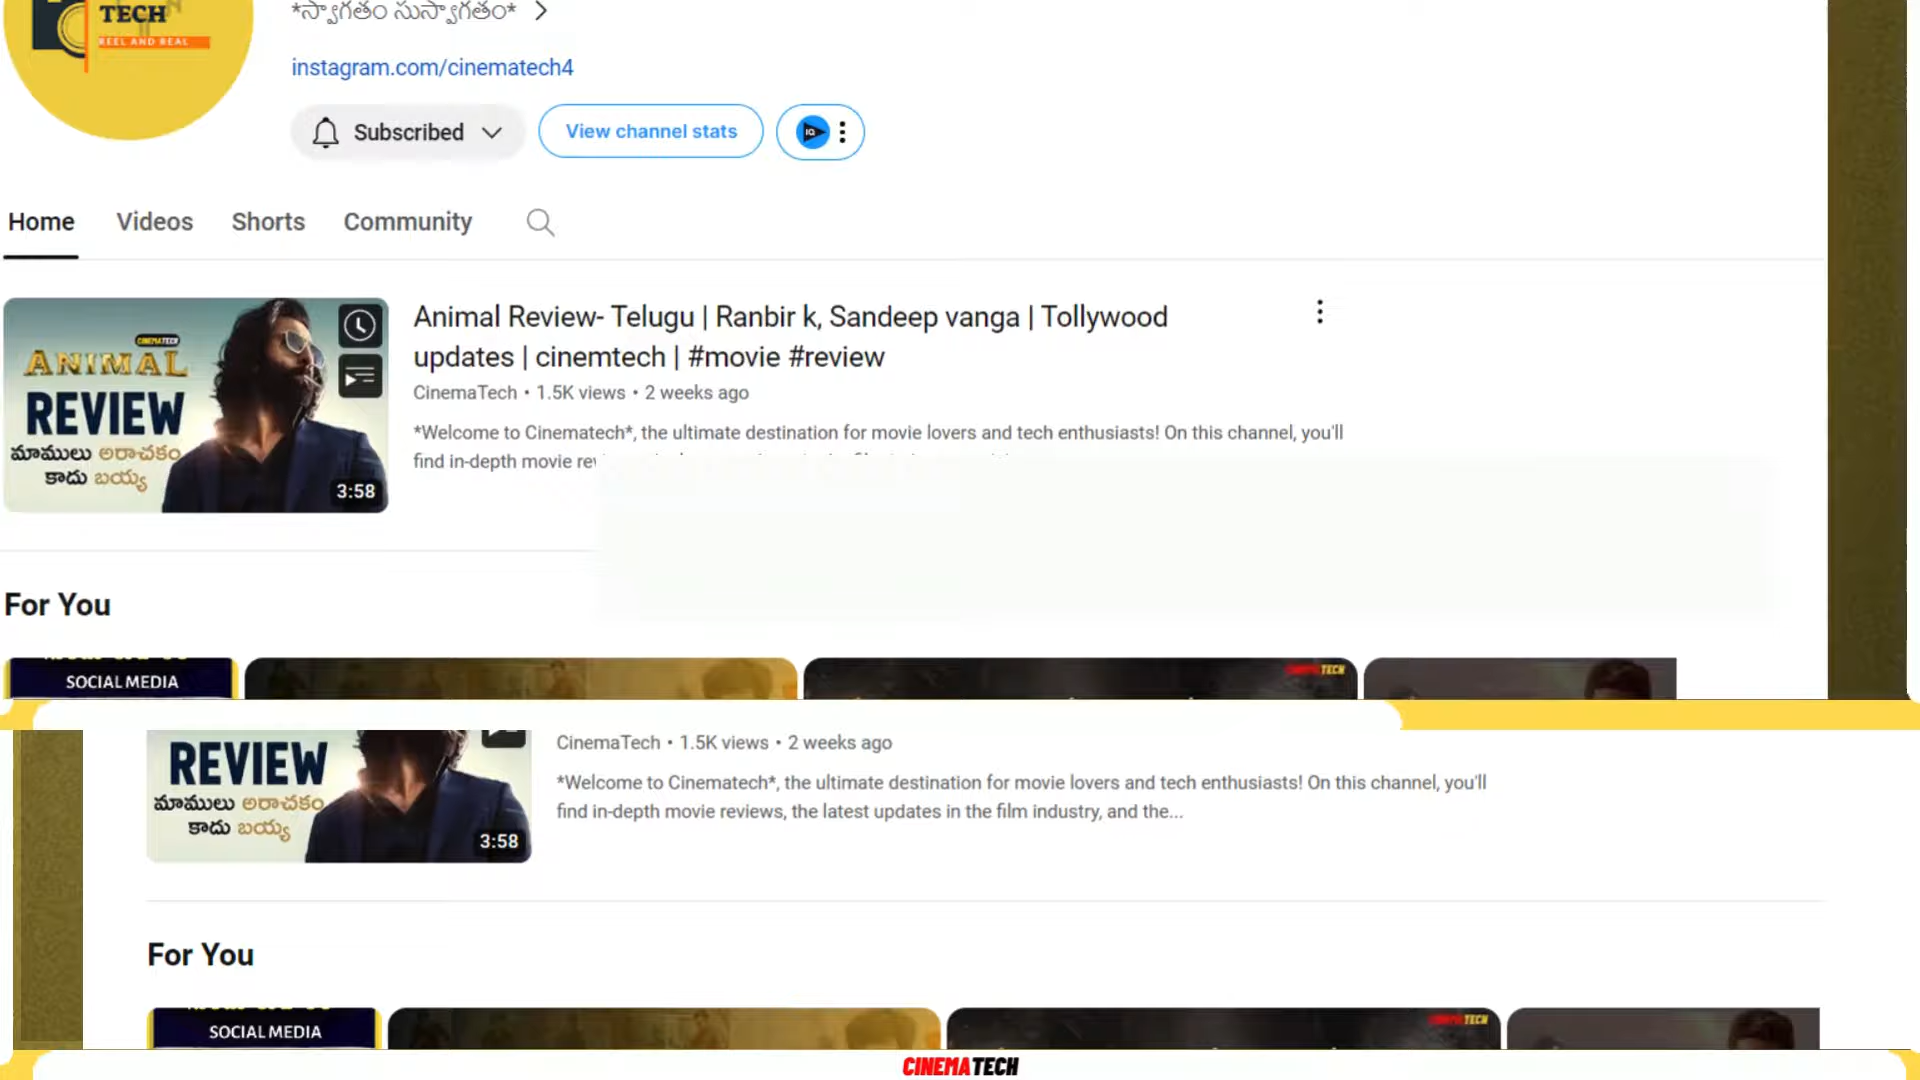 TECH
REEL AND REAL
*స్వాగతం సుస్వాగతం*
instagram.com/cinematech4
Subscribed
View channel stats
IQ
Home
Videos
Shorts
Community
CINEMATECH
ANIMAL
REVIEW
మాములు అరాచకం
కాదు బయ్య
3:58
Animal Review- Telugu | Ranbir k, Sandeep vanga | Tollywood
updates | cinemtech | #movie #review
CinemaTech • 1.5K views • 2 weeks ago
*Welcome to Cinematech*, the ultimate destination for movie lovers and tech enthusiasts! On this channel, you'll
find in-depth movie
For You
SOCIAL MEDIA
CINEMATECH
REVIEW
మాములు అరాచకం
కాదు బయ్య
3:58
CinemaTech • 1.5K views • 2 weeks ago
*Welcome to Cinematech*, the ultimate destination for movie lovers and tech enthusiasts! On this channel, you'll
find in-depth movie reviews, the latest updates in the film industry, and the...
For You
SOCIAL MEDIA
CINEMATECH
CINEMATECH